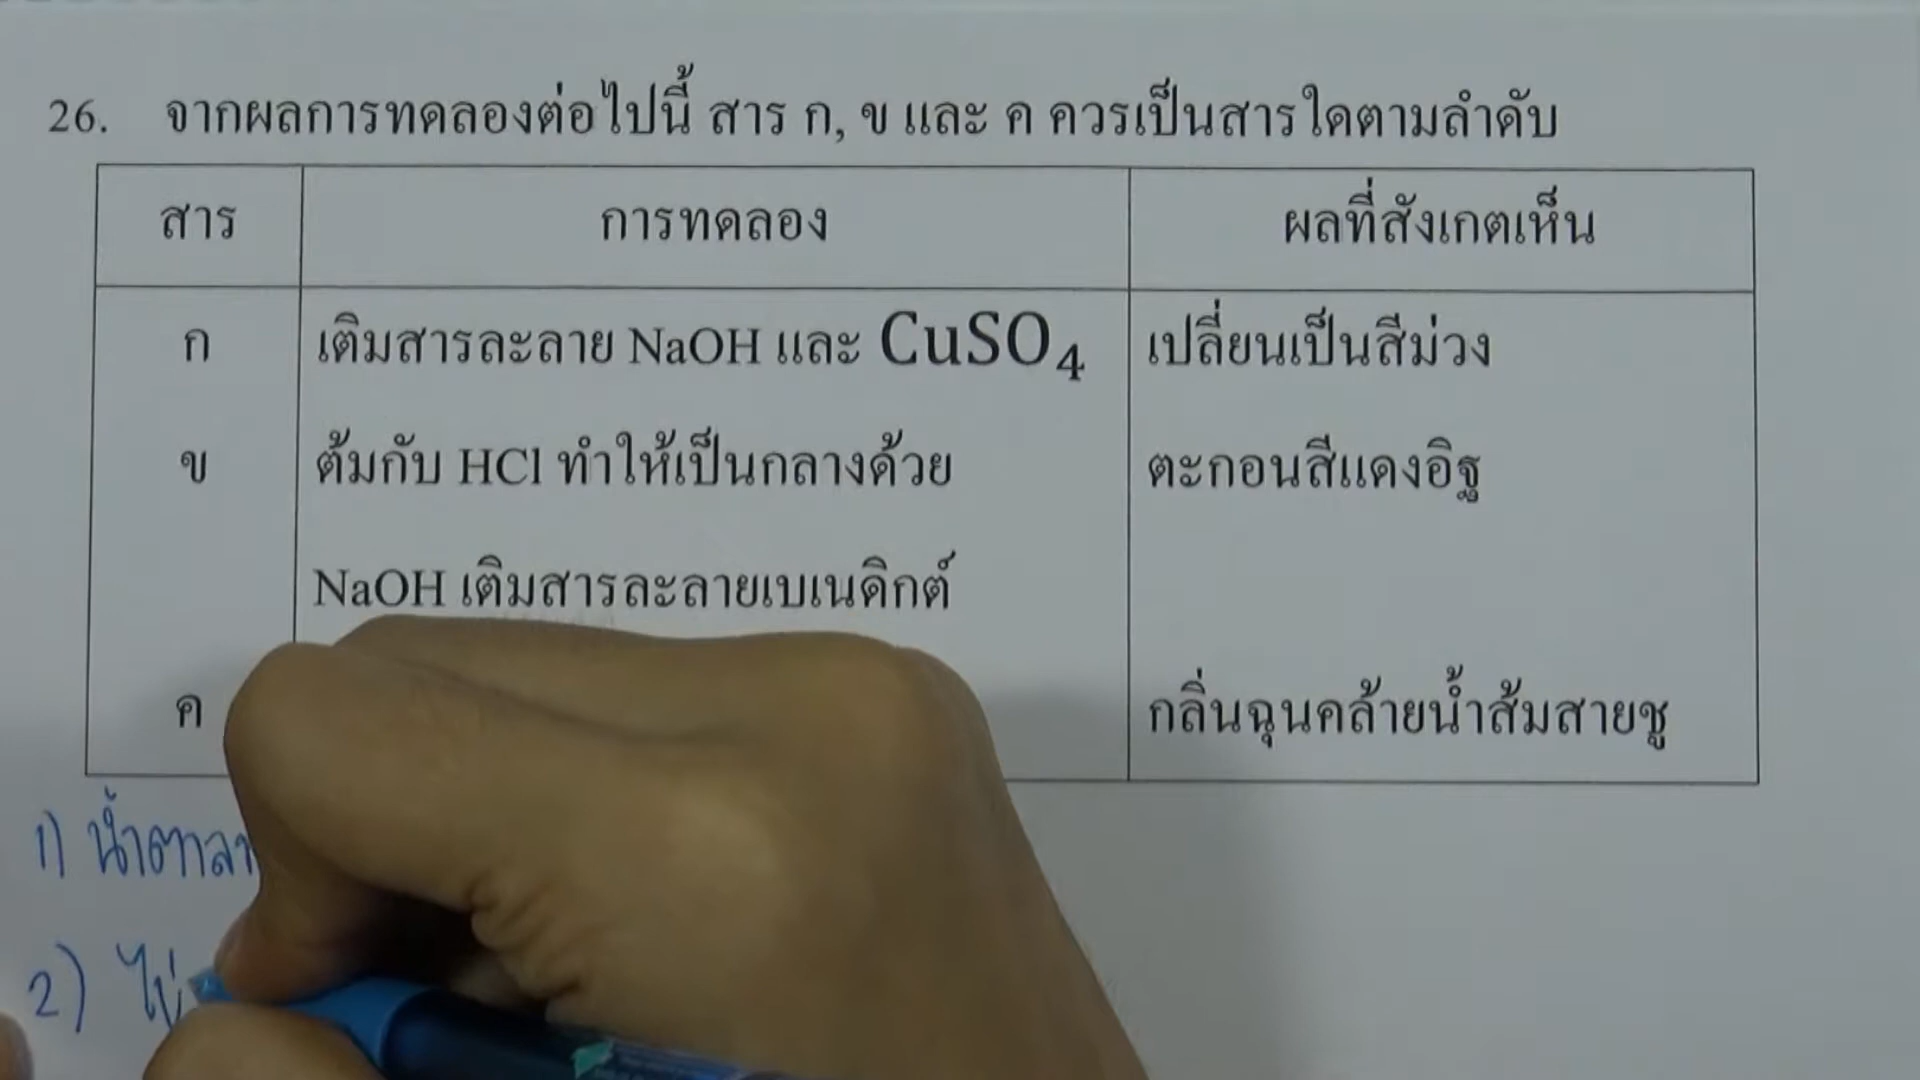 26. จากผลการทดลองต่อไปนี้ สาร ก, ข และ ค ควรเป็นสารใดตามลำดับ
สาร การทดลอง ผลที่สังเกตเห็น
ก เติมสารละลาย NaOH และ CuSO₄ เปลี่ยนเป็นสีม่วง
ข ต้มกับ HCl ทำให้เป็นกลางด้วย ตะกอนสีแดงอิฐ
NaOH เติมสารละลายเบเนดิกต์
ค กลิ่นฉุนคล้ายน้ำส้มสายชู
1) น้ำตาล
2) ไข่